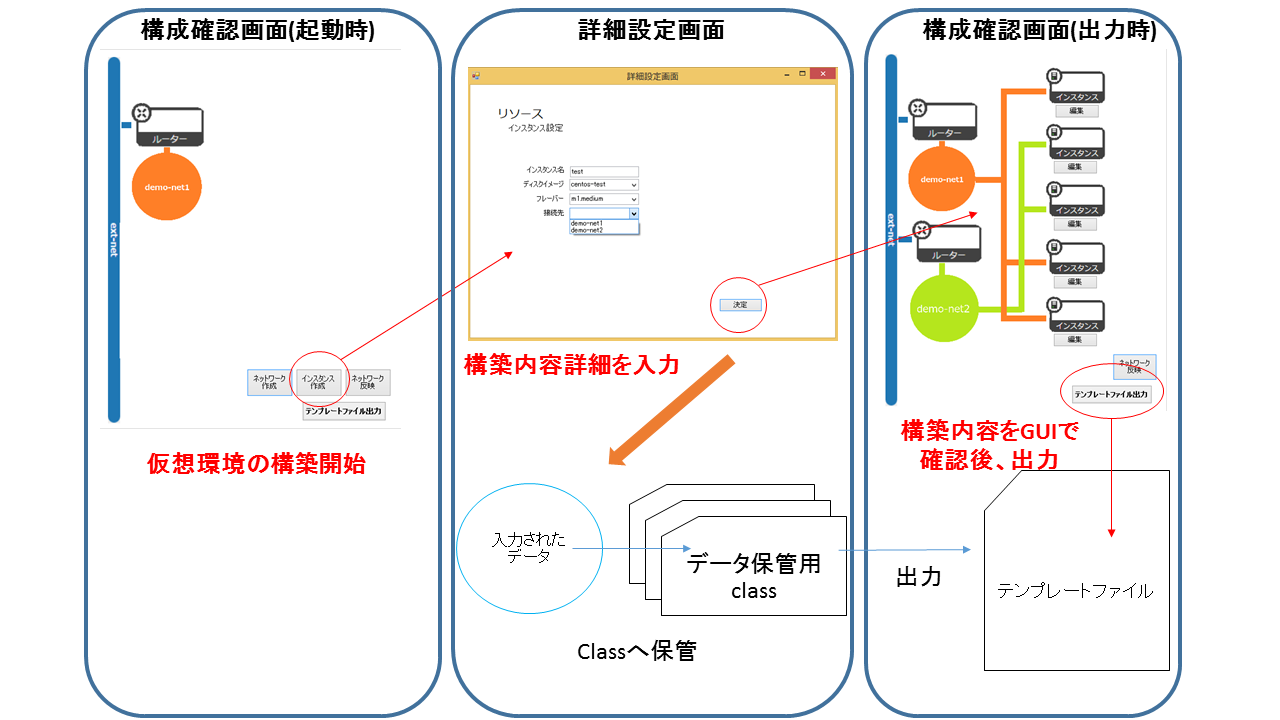 構成確認画面(起動時)
ext-net
ルーター
demo-net1
ネットワーク
作成
インスタンス
作成
ネットワーク
反映
テンプレートファイル出力
仮想環境の構築開始
詳細設定画面
詳細設定画面
リソース
インスタンス設定
インスタンス名
test
ディスクイメージ
centos-test
フレーバー
m1.medium
接続先
demo-net1
demo-net2
決定
構築内容詳細を入力
入力された
データ
データ保管用
class
Classへ保管
構成確認画面(出力時)
ext-net
ルーター
demo-net1
ルーター
demo-net2
インスタンス
編集
インスタンス
編集
インスタンス
編集
インスタンス
編集
インスタンス
編集
ネットワーク
反映
テンプレートファイル出力
構築内容をGUIで
確認後、出力
出力
テンプレートファイル